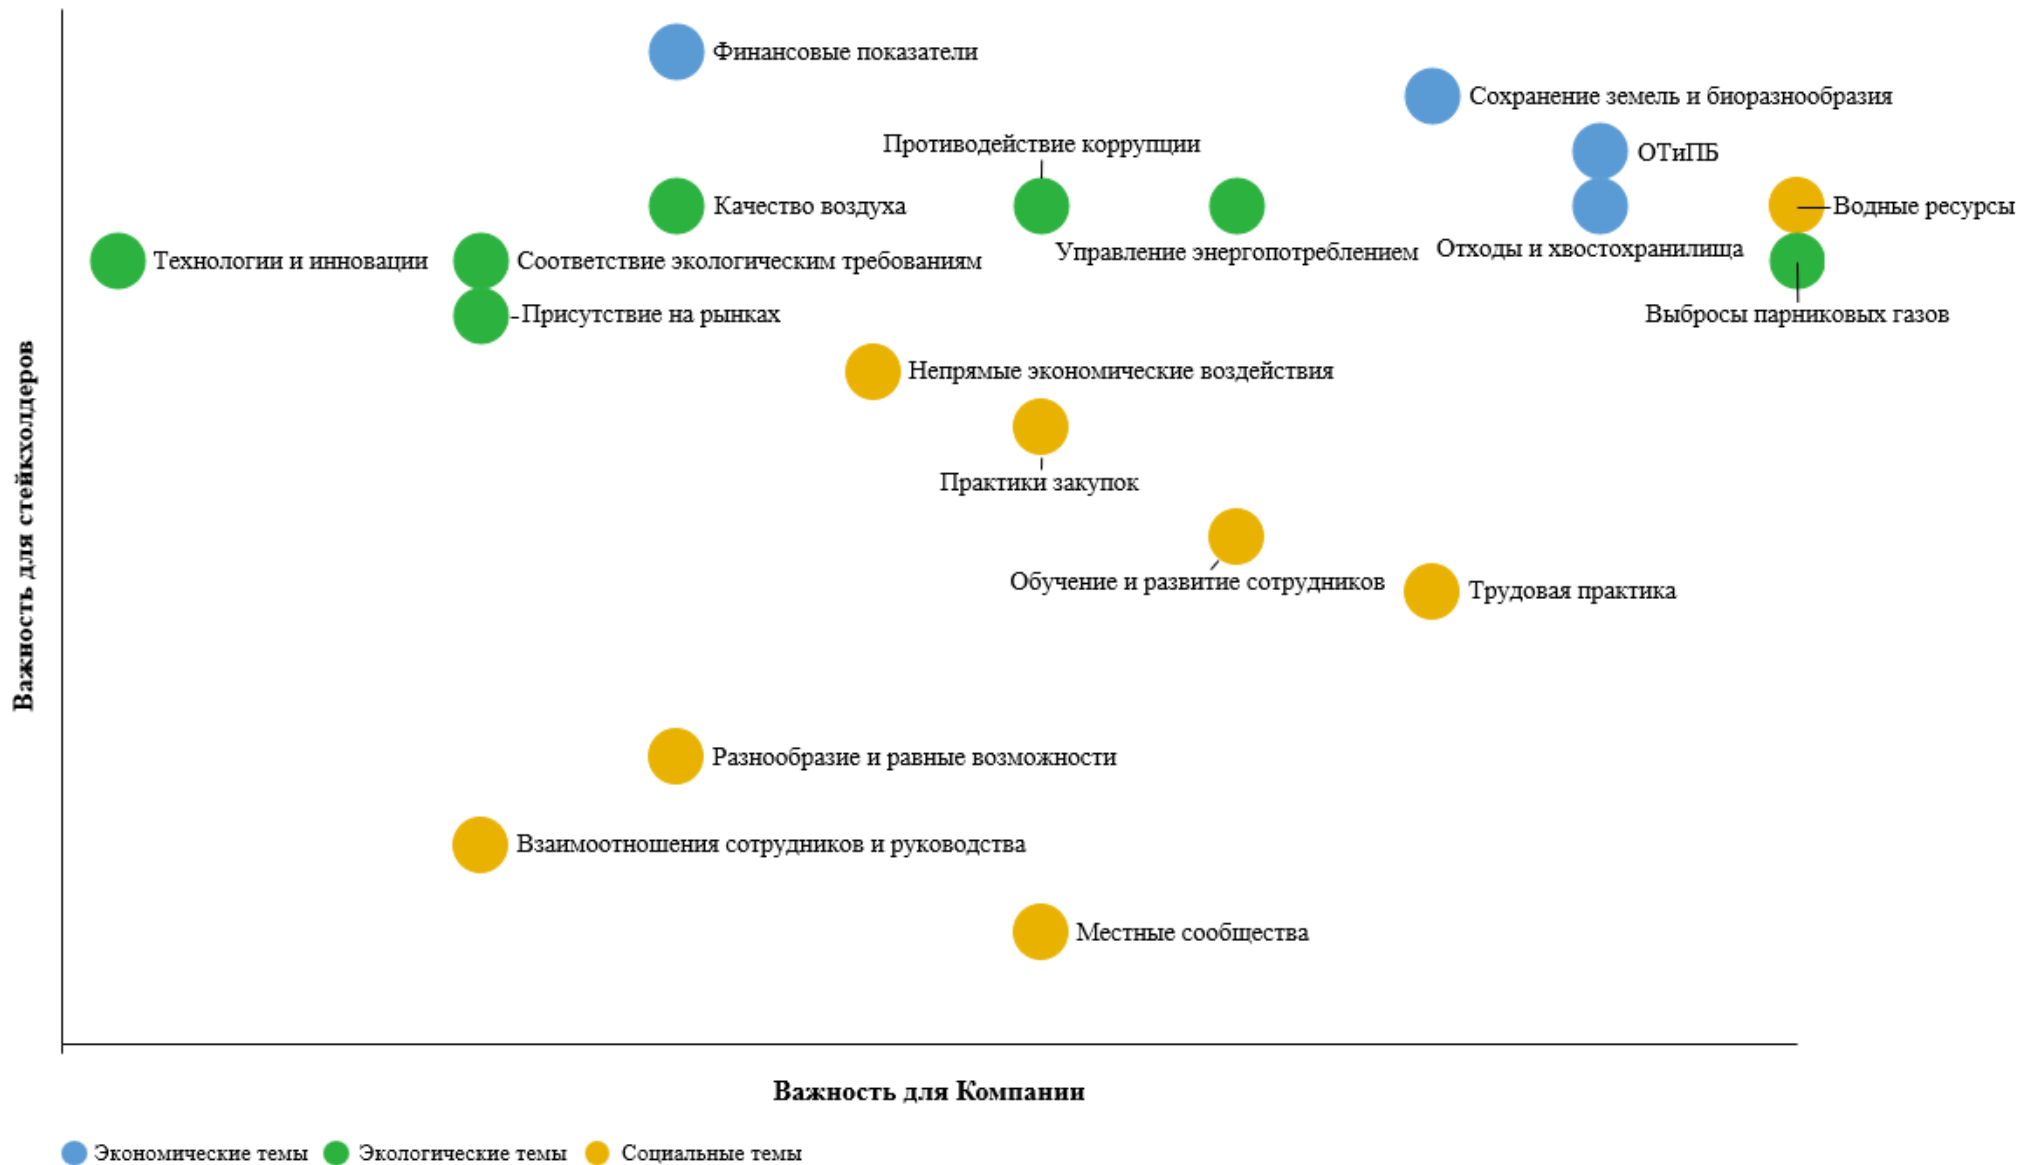 Финансовые показатели
Сохранение земель и биоразнообразия
Противодействие коррупции
ОТиПБ
Качество воздуха
Водные ресурсы
Управление энергопотреблением
Отходы и хвостохранилища
Технологии и инновации
Соответствие экологическим требованиям
Присутствие на рынках
Выбросы парниковых газов
Непрямые экономические воздействия
Практики закупок
Обучение и развитие сотрудников
Трудовая практика
Важность для стейкхолдеров
Разнообразие и равные возможности
Взаимоотношения сотрудников и руководства
Местные сообщества
Важность для Компании
Экономические темы Экологические темы Социальные темы